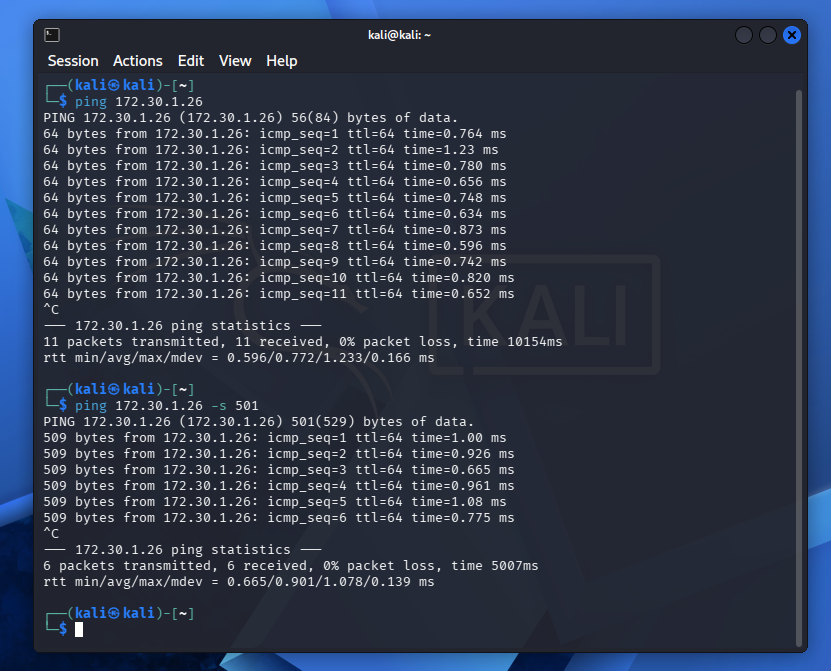 kali@kali: ~
Session Actions Edit View Help
┌──(kali㉿kali)-[~]
└─$ ping 172.30.1.26
PING 172.30.1.26 (172.30.1.26) 56(84) bytes of data.
64 bytes from 172.30.1.26: icmp_seq=1 ttl=64 time=0.764 ms
64 bytes from 172.30.1.26: icmp_seq=2 ttl=64 time=1.23 ms
64 bytes from 172.30.1.26: icmp_seq=3 ttl=64 time=0.780 ms
64 bytes from 172.30.1.26: icmp_seq=4 ttl=64 time=0.656 ms
64 bytes from 172.30.1.26: icmp_seq=5 ttl=64 time=0.748 ms
64 bytes from 172.30.1.26: icmp_seq=6 ttl=64 time=0.634 ms
64 bytes from 172.30.1.26: icmp_seq=7 ttl=64 time=0.873 ms
64 bytes from 172.30.1.26: icmp_seq=8 ttl=64 time=0.596 ms
64 bytes from 172.30.1.26: icmp_seq=9 ttl=64 time=0.742 ms
64 bytes from 172.30.1.26: icmp_seq=10 ttl=64 time=0.820 ms
64 bytes from 172.30.1.26: icmp_seq=11 ttl=64 time=0.652 ms
^C
--- 172.30.1.26 ping statistics ---
11 packets transmitted, 11 received, 0% packet loss, time 10154ms
rtt min/avg/max/mdev = 0.596/0.772/1.233/0.166 ms
┌──(kali㉿kali)-[~]
└─$ ping 172.30.1.26 -s 501
PING 172.30.1.26 (172.30.1.26) 501(529) bytes of data.
509 bytes from 172.30.1.26: icmp_seq=1 ttl=64 time=1.00 ms
509 bytes from 172.30.1.26: icmp_seq=2 ttl=64 time=0.926 ms
509 bytes from 172.30.1.26: icmp_seq=3 ttl=64 time=0.665 ms
509 bytes from 172.30.1.26: icmp_seq=4 ttl=64 time=0.961 ms
509 bytes from 172.30.1.26: icmp_seq=5 ttl=64 time=1.08 ms
509 bytes from 172.30.1.26: icmp_seq=6 ttl=64 time=0.775 ms
^C
--- 172.30.1.26 ping statistics ---
6 packets transmitted, 6 received, 0% packet loss, time 5007ms
rtt min/avg/max/mdev = 0.665/0.901/1.078/0.139 ms
┌──(kali㉿kali)-[~]
└─$
KALI